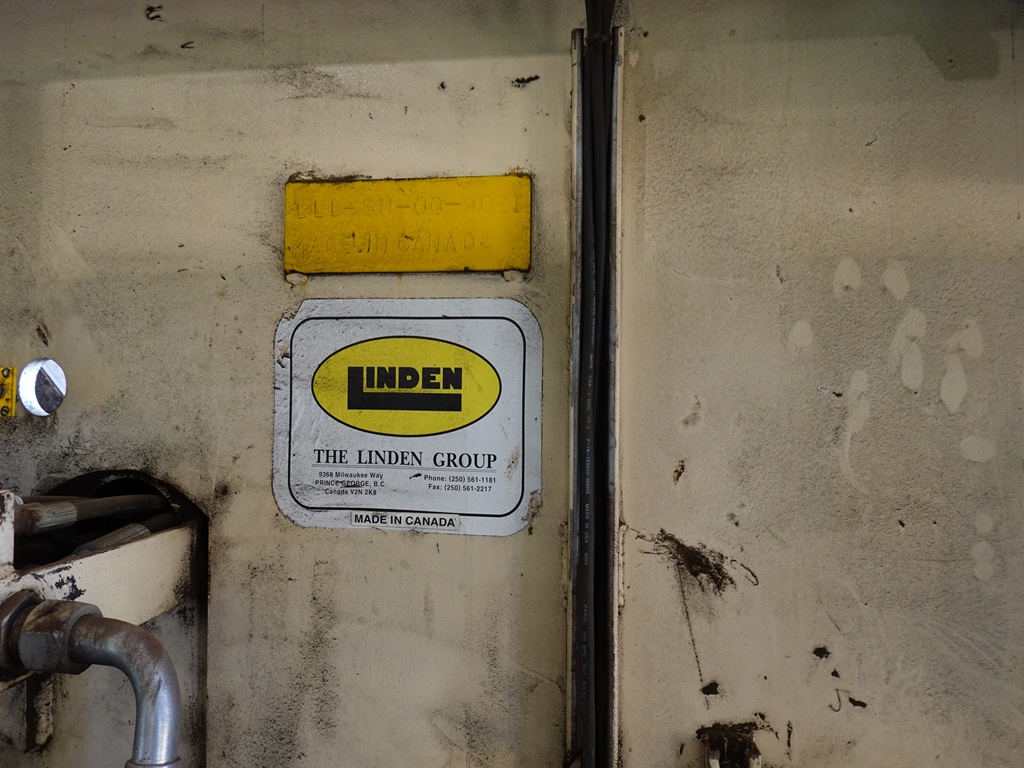 MADE IN CANADA
LINDEN
THE LINDEN GROUP
9368 Milwaukee Way
PRINCE GEORGE, B.C.
Canada V2N 2K8
Phone: (250) 561-1181
Fax: (250) 561-2217
MADE IN CANADA